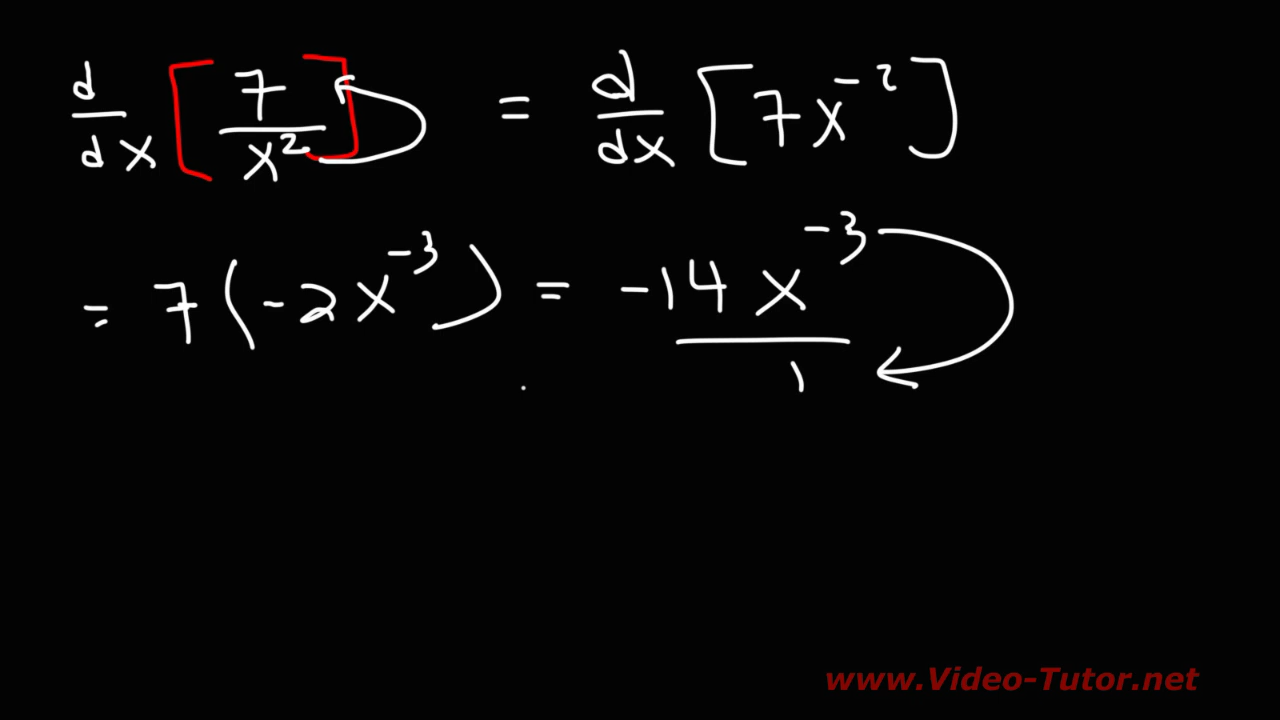 d/dx [7/x²] = d/dx [7x⁻²]
= 7(-2x⁻³) = -14x⁻³/1
www.Video-Tutor.net